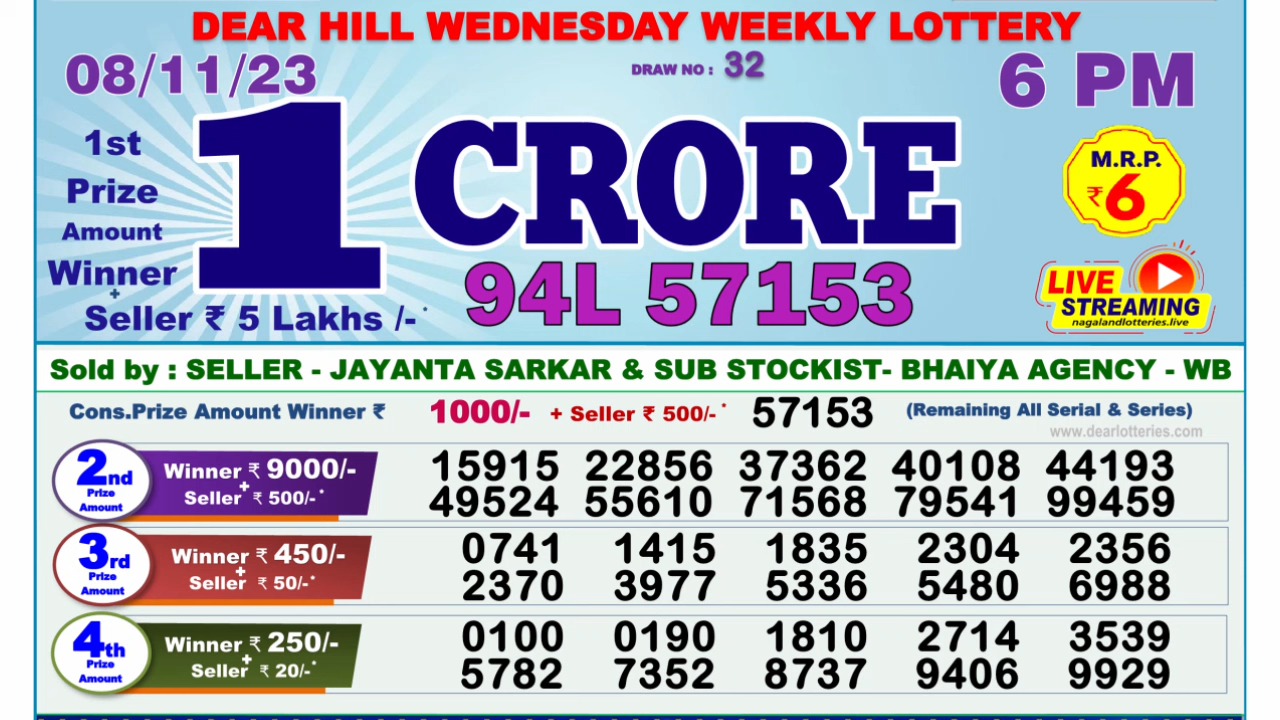 DEAR HILL WEDNESDAY WEEKLY LOTTERY
08/11/23
DRAW NO : 32
6 PM
1st
Prize
Amount
Winner
+
Seller ₹ 5 Lakhs /-*
1 CRORE
94L 57153
M.R.P.
₹6
LIVE
STREAMING
nagalandlotteries.live
Sold by : SELLER - JAYANTA SARKAR & SUB STOCKIST- BHAIYA AGENCY - WB
Cons.Prize Amount Winner ₹ 1000/- + Seller ₹ 500/-* 57153 (Remaining All Serial & Series)
www.dearlotteries.com
2nd
Prize
Amount
Winner ₹ 9000/-
+
Seller ₹ 500/-*
15915 22856 37362 40108 44193
49524 55610 71568 79541 99459
3rd
Prize
Amount
Winner ₹ 450/-
+
Seller ₹ 50/-*
0741 1415 1835 2304 2356
2370 3977 5336 5480 6988
4th
Prize
Amount
Winner ₹ 250/-
+
Seller ₹ 20/-*
0100 0190 1810 2714 3539
5782 7352 8737 9406 9929